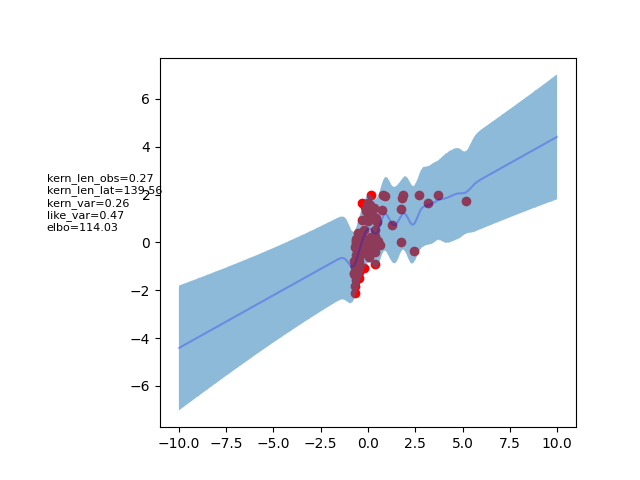 6
4
2
0
−2
−4
−6
kern_len_obs=0.27
kern_len_lat=139.56
kern_var=0.26
like_var=0.47
elbo=114.03
−10.0 −7.5 −5.0 −2.5 0.0 2.5 5.0 7.5 10.0